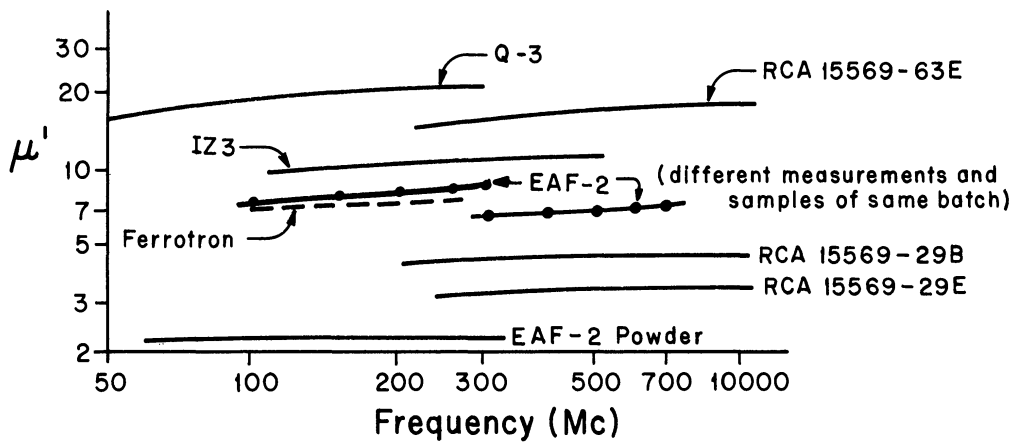 30
Q-3
RCA 15569-63E
20
μ'
IZ3
10
EAF-2
(different measurements and
samples of same batch)
7
Ferrotron
5
RCA 15569-29B
RCA 15569-29E
3
EAF-2 Powder
2
50 100 200 300 500 700 10000
Frequency (Mc)